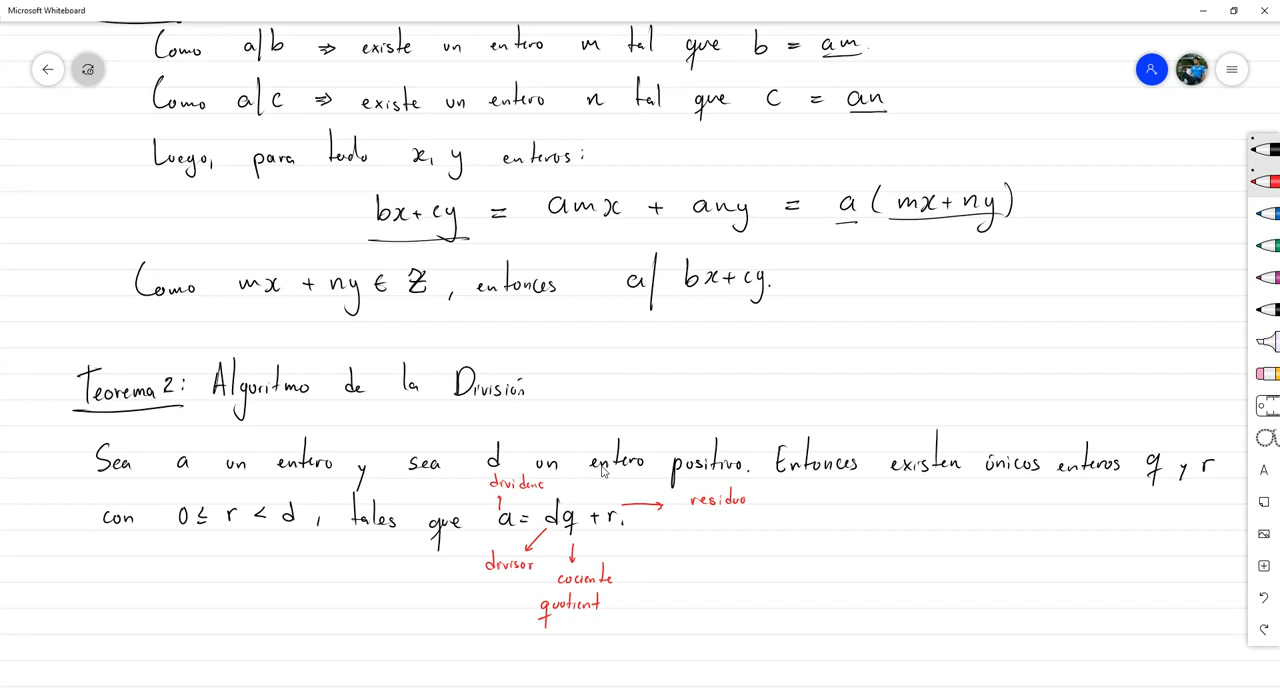 Microsoft Whiteboard
Como a|b ⇒ existe un entero m tal que b = am.
Como a|c ⇒ existe un entero n tal que c = an
Luego, para todo x, y enteros:
bx+cy = amx + any = a(mx+ny)
Como mx + ny ∈ ℤ, entonces a| bx+cy.
Teorema 2: Algoritmo de la División
Sea a un entero y sea d un entero positivo. Entonces existen únicos enteros q y r
dividenc
con 0 ≤ r < d, tales que a = dq + r. → residuo
divisor
cociente
quotient
A